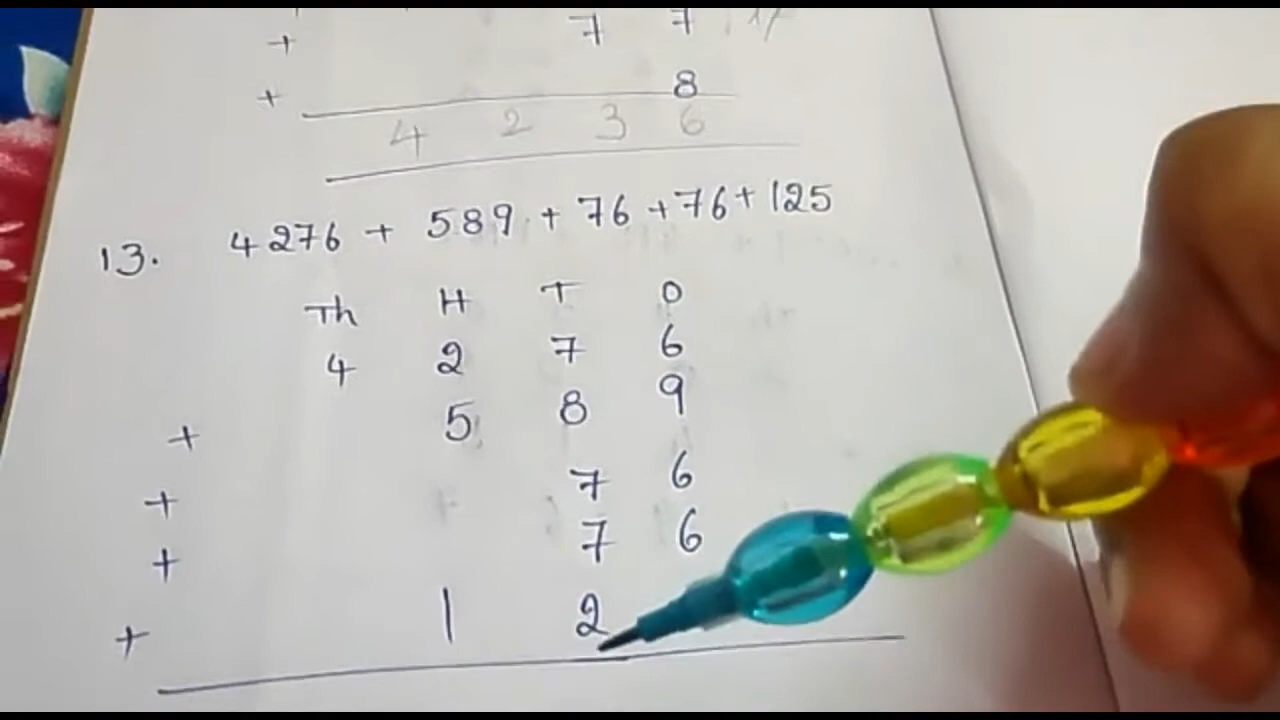 + 7 7
+ 8
4 2 3 6
13. 4276 + 589 + 76 + 76 + 125
Th H T O
4 2 7 6
+ 5 8 9
+ 7 6
+ 7 6
+ 1 2